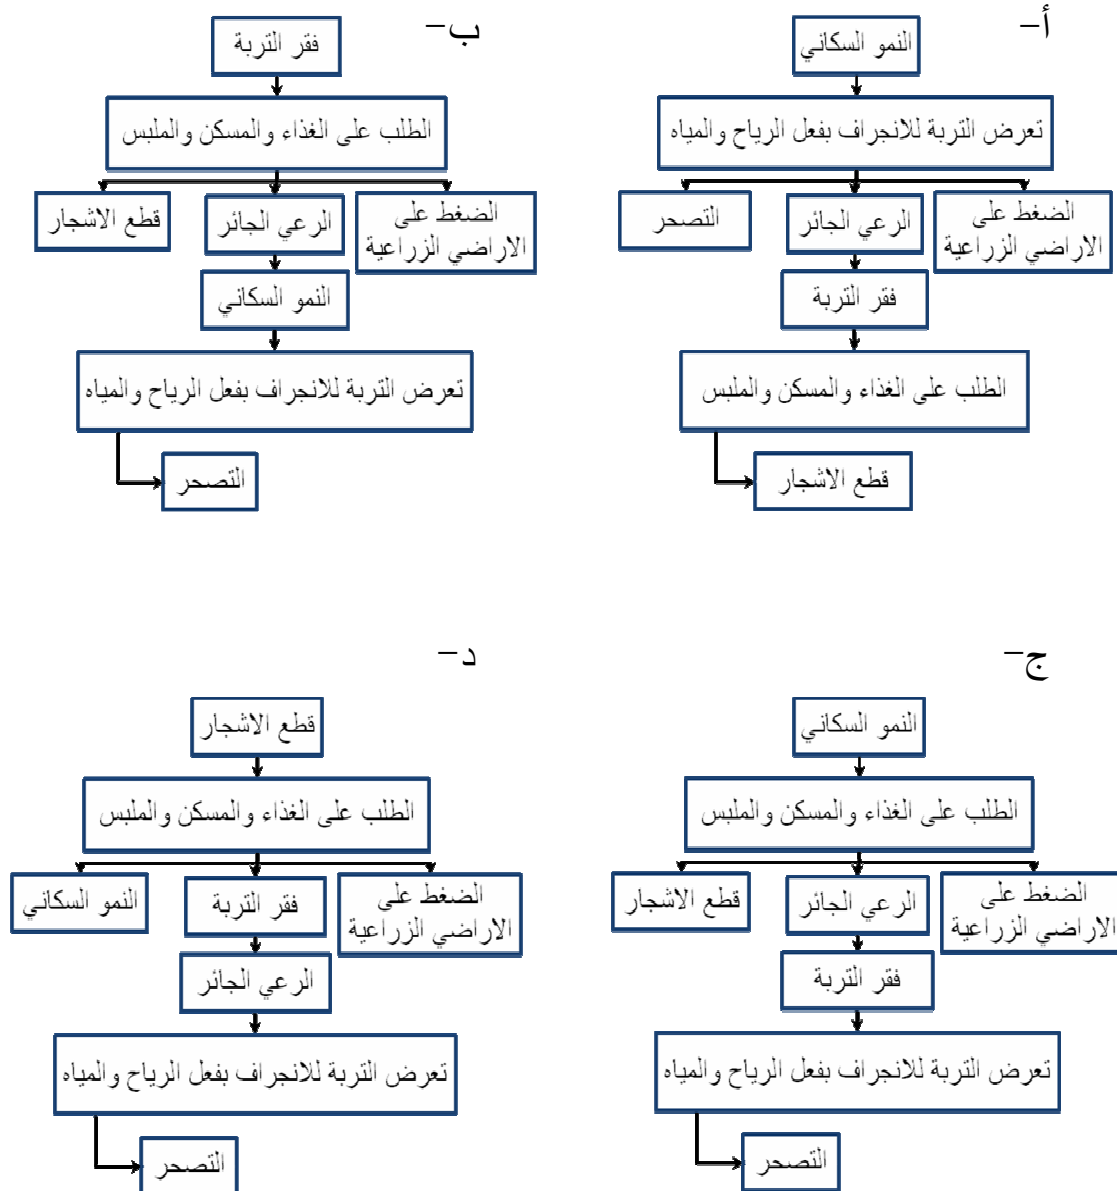 أ-
النمو السكاني
تعرض التربة للانجراف بفعل الرياح والمياه
الضغط على
الاراضي الزراعية
الرعي الجائر
التصحر
فقر التربة
الطلب على الغذاء والمسكن والملبس
قطع الاشجار
ب-
فقر التربة
الطلب على الغذاء والمسكن والملبس
الضغط على
الاراضي الزراعية
الرعي الجائر
قطع الاشجار
النمو السكاني
تعرض التربة للانجراف بفعل الرياح والمياه
التصحر
ج-
النمو السكاني
الطلب على الغذاء والمسكن والملبس
الضغط على
الاراضي الزراعية
الرعي الجائر
قطع الاشجار
فقر التربة
تعرض التربة للانجراف بفعل الرياح والمياه
التصحر
د-
قطع الاشجار
الطلب على الغذاء والمسكن والملبس
الضغط على
الاراضي الزراعية
فقر التربة
النمو السكاني
الرعي الجائر
تعرض التربة للانجراف بفعل الرياح والمياه
التصحر